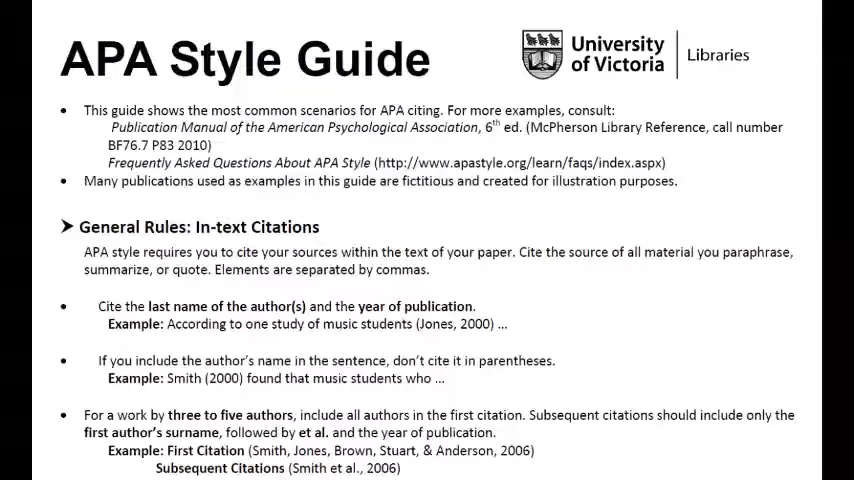 APA Style Guide
University
of Victoria
Libraries
• This guide shows the most common scenarios for APA citing. For more examples, consult:
Publication Manual of the American Psychological Association, 6th ed. (McPherson Library Reference, call number
BF76.7 P83 2010)
Frequently Asked Questions About APA Style (http://www.apastyle.org/learn/faqs/index.aspx)
• Many publications used as examples in this guide are fictitious and created for illustration purposes.
➤ General Rules: In-text Citations
APA style requires you to cite your sources within the text of your paper. Cite the source of all material you paraphrase,
summarize, or quote. Elements are separated by commas.
• Cite the last name of the author(s) and the year of publication.
Example: According to one study of music students (Jones, 2000) …
• If you include the author’s name in the sentence, don’t cite it in parentheses.
Example: Smith (2000) found that music students who …
• For a work by three to five authors, include all authors in the first citation. Subsequent citations should include only the
first author’s surname, followed by et al. and the year of publication.
Example: First Citation (Smith, Jones, Brown, Stuart, & Anderson, 2006)
Subsequent Citations (Smith et al., 2006)